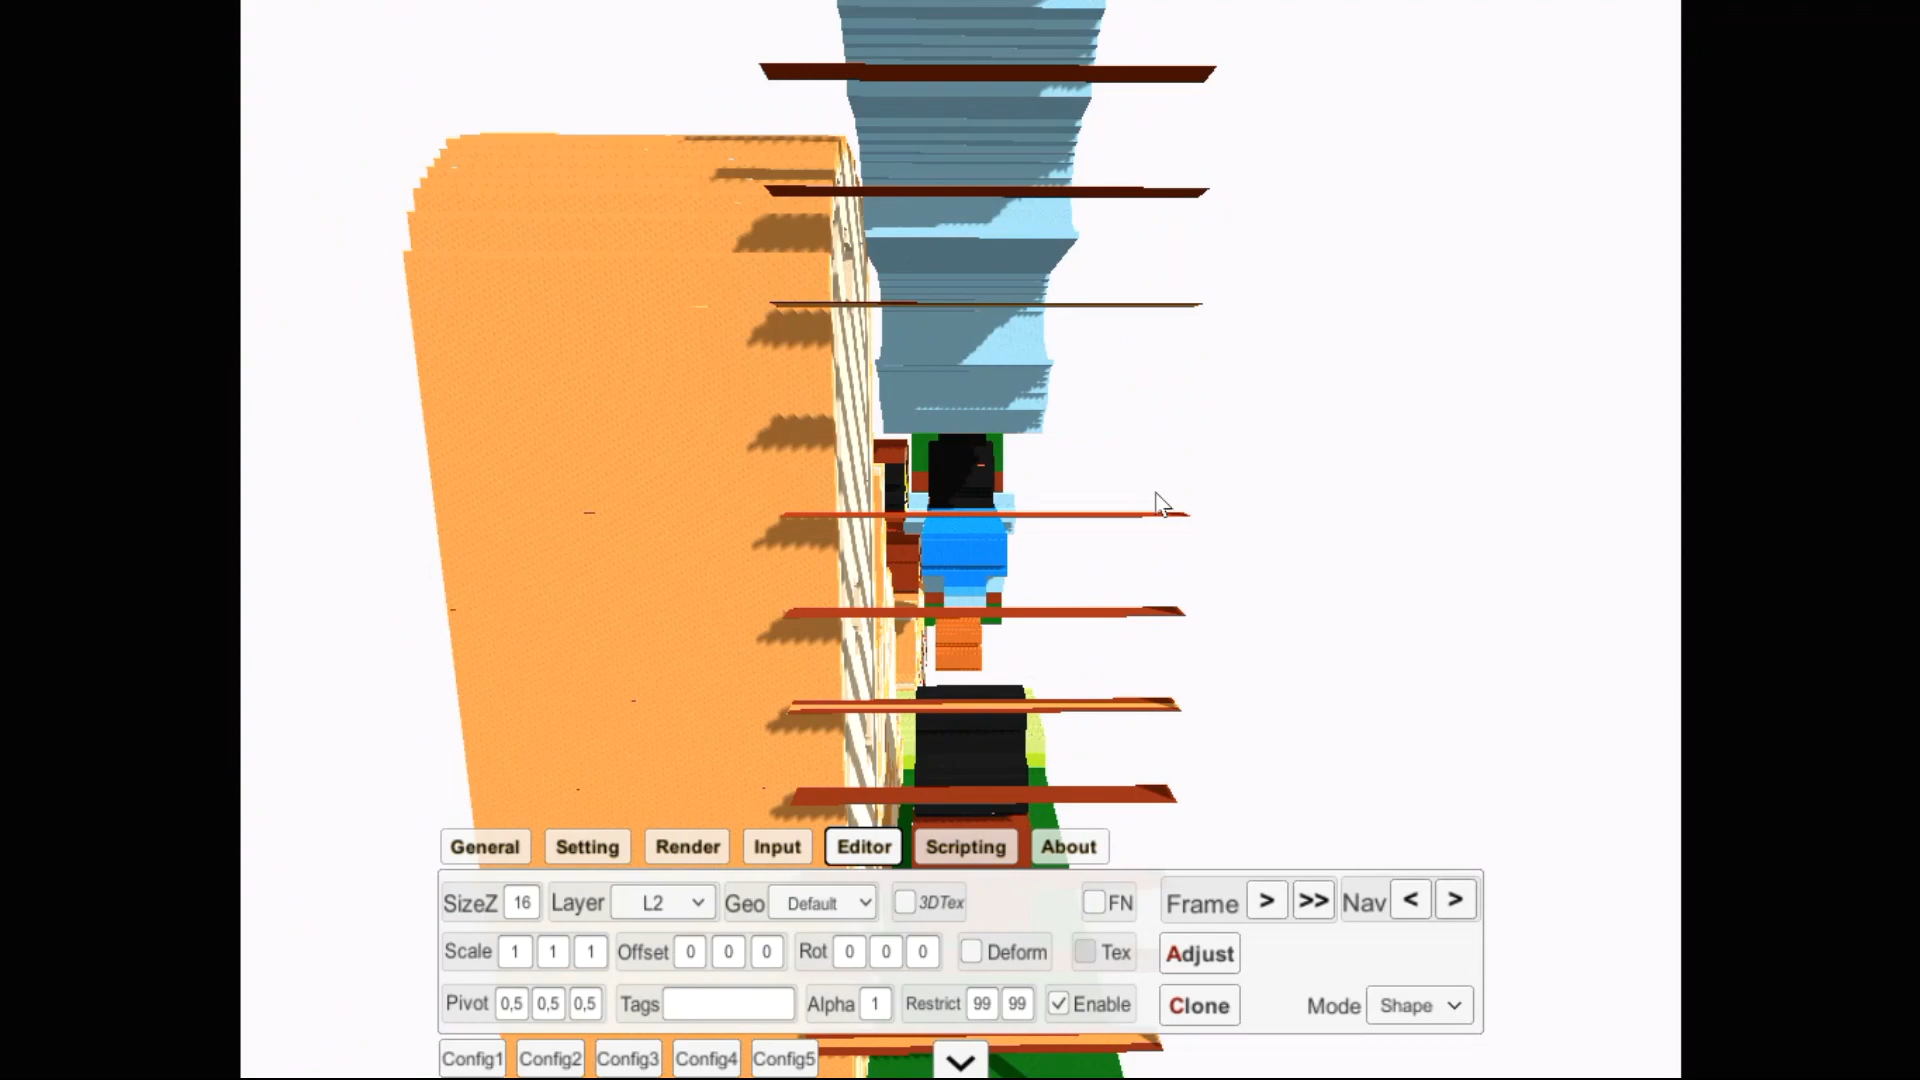 General Setting Render Input Editor Scripting About
SizeZ 16 Layer L2 Geo Default 3DTex FN Frame > >> Nav < >
Scale 1 1 1 Offset 0 0 0 Rot 0 0 0 Deform Tex Adjust
Pivot 0,5 0,5 0,5 Tags Alpha 1 Restrict 99 99 Enable Clone Mode Shape
Config1 Config2 Config3 Config4 Config5